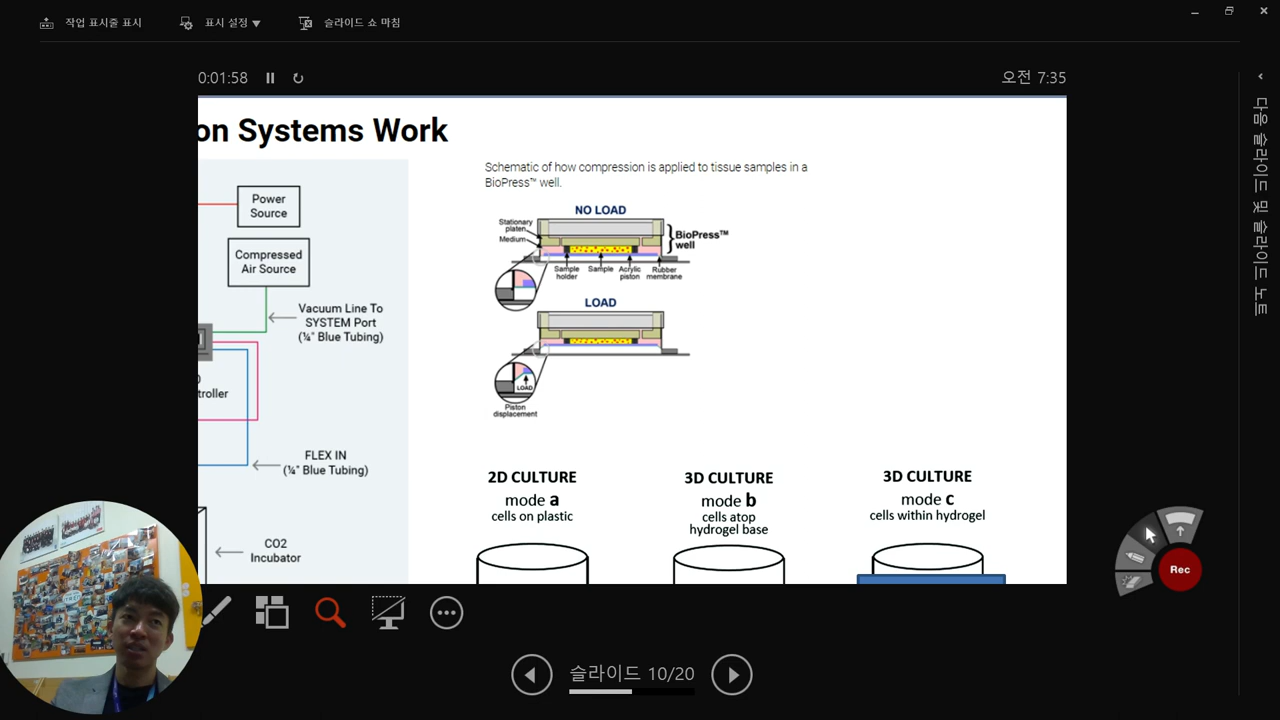 작업 표시줄 표시
표시 설정 ▼
슬라이드 쇼 마침
0:01:58
오전 7:35
on Systems Work
Power
Source
Compressed
Air Source
Vacuum Line To
SYSTEM Port
(¼" Blue Tubing)
troller
FLEX IN
(¼" Blue Tubing)
CO2
Incubator
Schematic of how compression is applied to tissue samples in a
BioPress™ well.
NO LOAD
Stationary
platen
Medium
BioPress™
well
Sample
holder
Sample
Acrylic
piston
Rubber
membrane
LOAD
LOAD
Piston
displacement
2D CULTURE
mode a
cells on plastic
3D CULTURE
mode b
cells atop
hydrogel base
3D CULTURE
mode c
cells within hydrogel
다음 슬라이드 및 슬라이드 노트
Rec
슬라이드 10/20